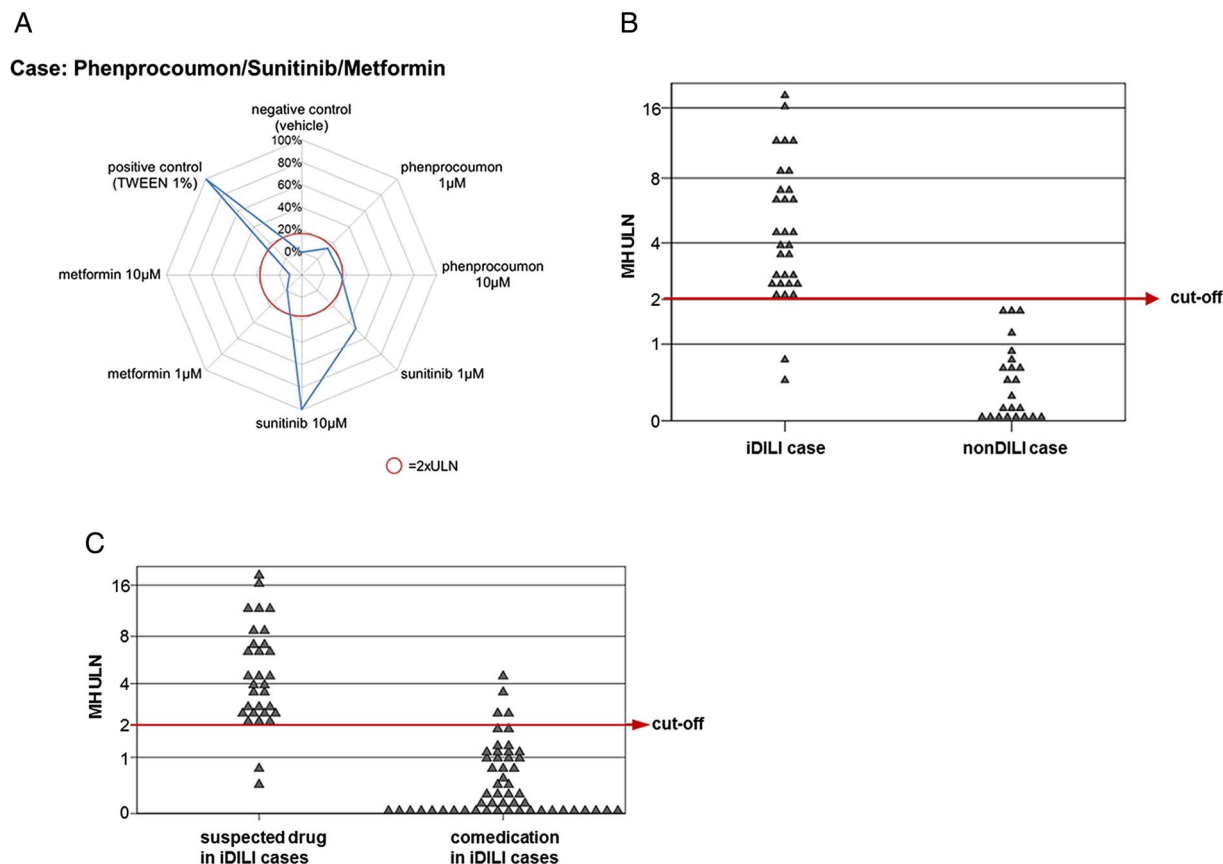 A
Case: Phenprocoumon/Sunitinib/Metformin
negative control
(vehicle)
100%
80%
60%
40%
20%
0%
phenprocoumon
1µM
phenprocoumon
10µM
sunitinib 1µM
sunitinib 10µM
metformin 1µM
metformin 10µM
positive control
(TWEEN 1%)
=2xULN
B
MH ULN
16
8
4
2
1
0
cut-off
iDILI case
nonDILI case
C
MH ULN
16
8
4
2
1
0
cut-off
suspected drug
in iDILI cases
comedication
in iDILI cases